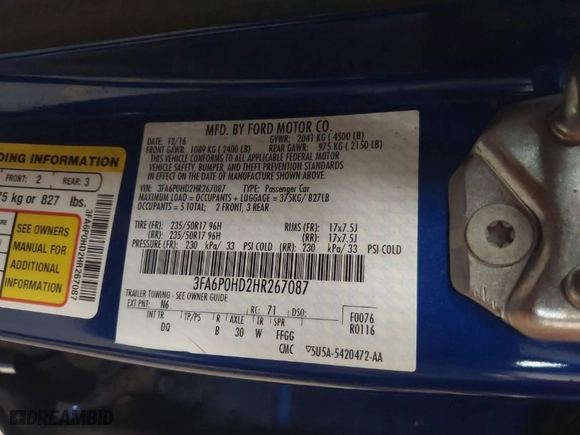 MFD. BY FORD MOTOR CO.
DATE: 12/16 GVWR: 2041 KG ( 4500 LB)
FRONT GAWR: 1089 KG ( 2400 LB) REAR GAWR: 975 KG ( 2150 LB)
THIS VEHICLE CONFORMS TO ALL APPLICABLE FEDERAL MOTOR
VEHICLE SAFETY, BUMPER, AND THEFT PREVENTION STANDARDS
IN EFFECT ON THE DATE OF MANUFACTURE SHOWN ABOVE.
VIN: 3FA6P0HD2HR267087 TYPE: Passenger Car
MAXIMUM LOAD = OCCUPANTS + LUGGAGE = 375KG/ 827LB
OCCUPANTS = 5 TOTAL; 2 FRONT, 3 REAR
TIRE(FR): 235/50R17 96H RIMS(FR): 17x7.5J
(RR): 235/50R17 96H (RR): 17x7.5J
PRESSURE(FR): 230 kPa/ 33 PSI COLD (RR): 230 kPa/ 33 PSI COLD
3FA6P0HD2HR267087
TRAILER TOWING - SEE OWNER GUIDE
EXT PNT: N6 RC: 71 DSO: F0076
R0116
INT TR TP/PS R AXLE TR SPR
DQ B 30 W FFGG
CMC ▽5U5A-5420472-AA
DING INFORMATION
FRONT: 2 REAR: 3
75 kg or 827 lbs.
SEE OWNERS
MANUAL FOR
ADDITIONAL
INFORMATION
3FA6P0HD2HR267087
DREAMBID